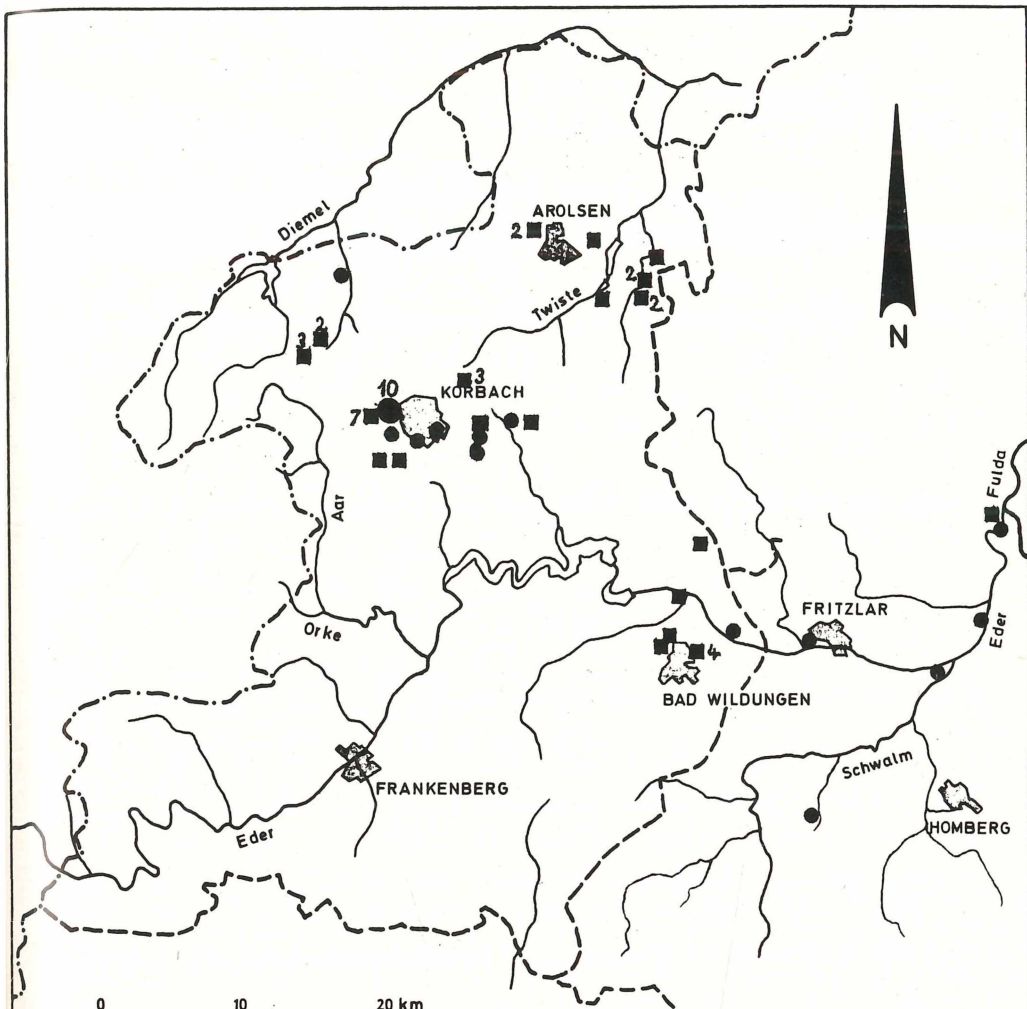 Diemel
AROLSEN
2
2
2
Twiste
N
2
3
3
KORBACH
10
7
Aar
Fulda
Orke
FRITZLAR
Eder
4
BAD WILDUNGEN
Schwalm
FRANKENBERG
HOMBERG
Eder
0 10 20 km